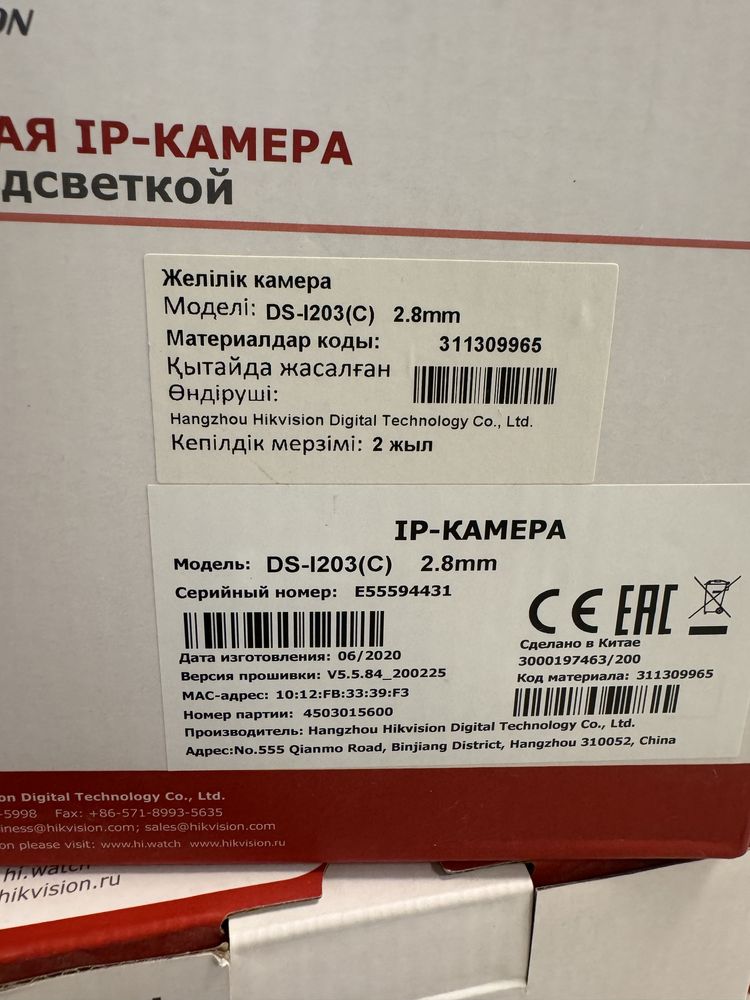 АЯ IP-КАМЕРА
дсветкой
Желілік камера
Моделі: DS-I203(C) 2.8mm
Материалдар коды: 311309965
Қытайда жасалған
Өндіруші:
Hangzhou Hikvision Digital Technology Co., Ltd.
Кепілдік мерзімі: 2 жыл
IP-КАМЕРА
Модель: DS-I203(C) 2.8mm
Серийный номер: E55594431
CE EAC
Дата изготовления: 06/2020
Версия прошивки: V5.5.84_200225
MAC-адрес: 10:12:FB:33:39:F3
Номер партии: 4503015600
Сделано в Китае
3000197463/200
Код материала: 311309965
Производитель: Hangzhou Hikvision Digital Technology Co., Ltd.
Адрес:No.555 Qianmo Road, Binjiang District, Hangzhou 310052, China
on Digital Technology Co., Ltd.
-5998 Fax: +86-571-8993-5635
iness@hikvision.com; sales@hikvision.com
on please visit: www.hi.watch www.hikvision.ru
hi.watch
hikvision.ru